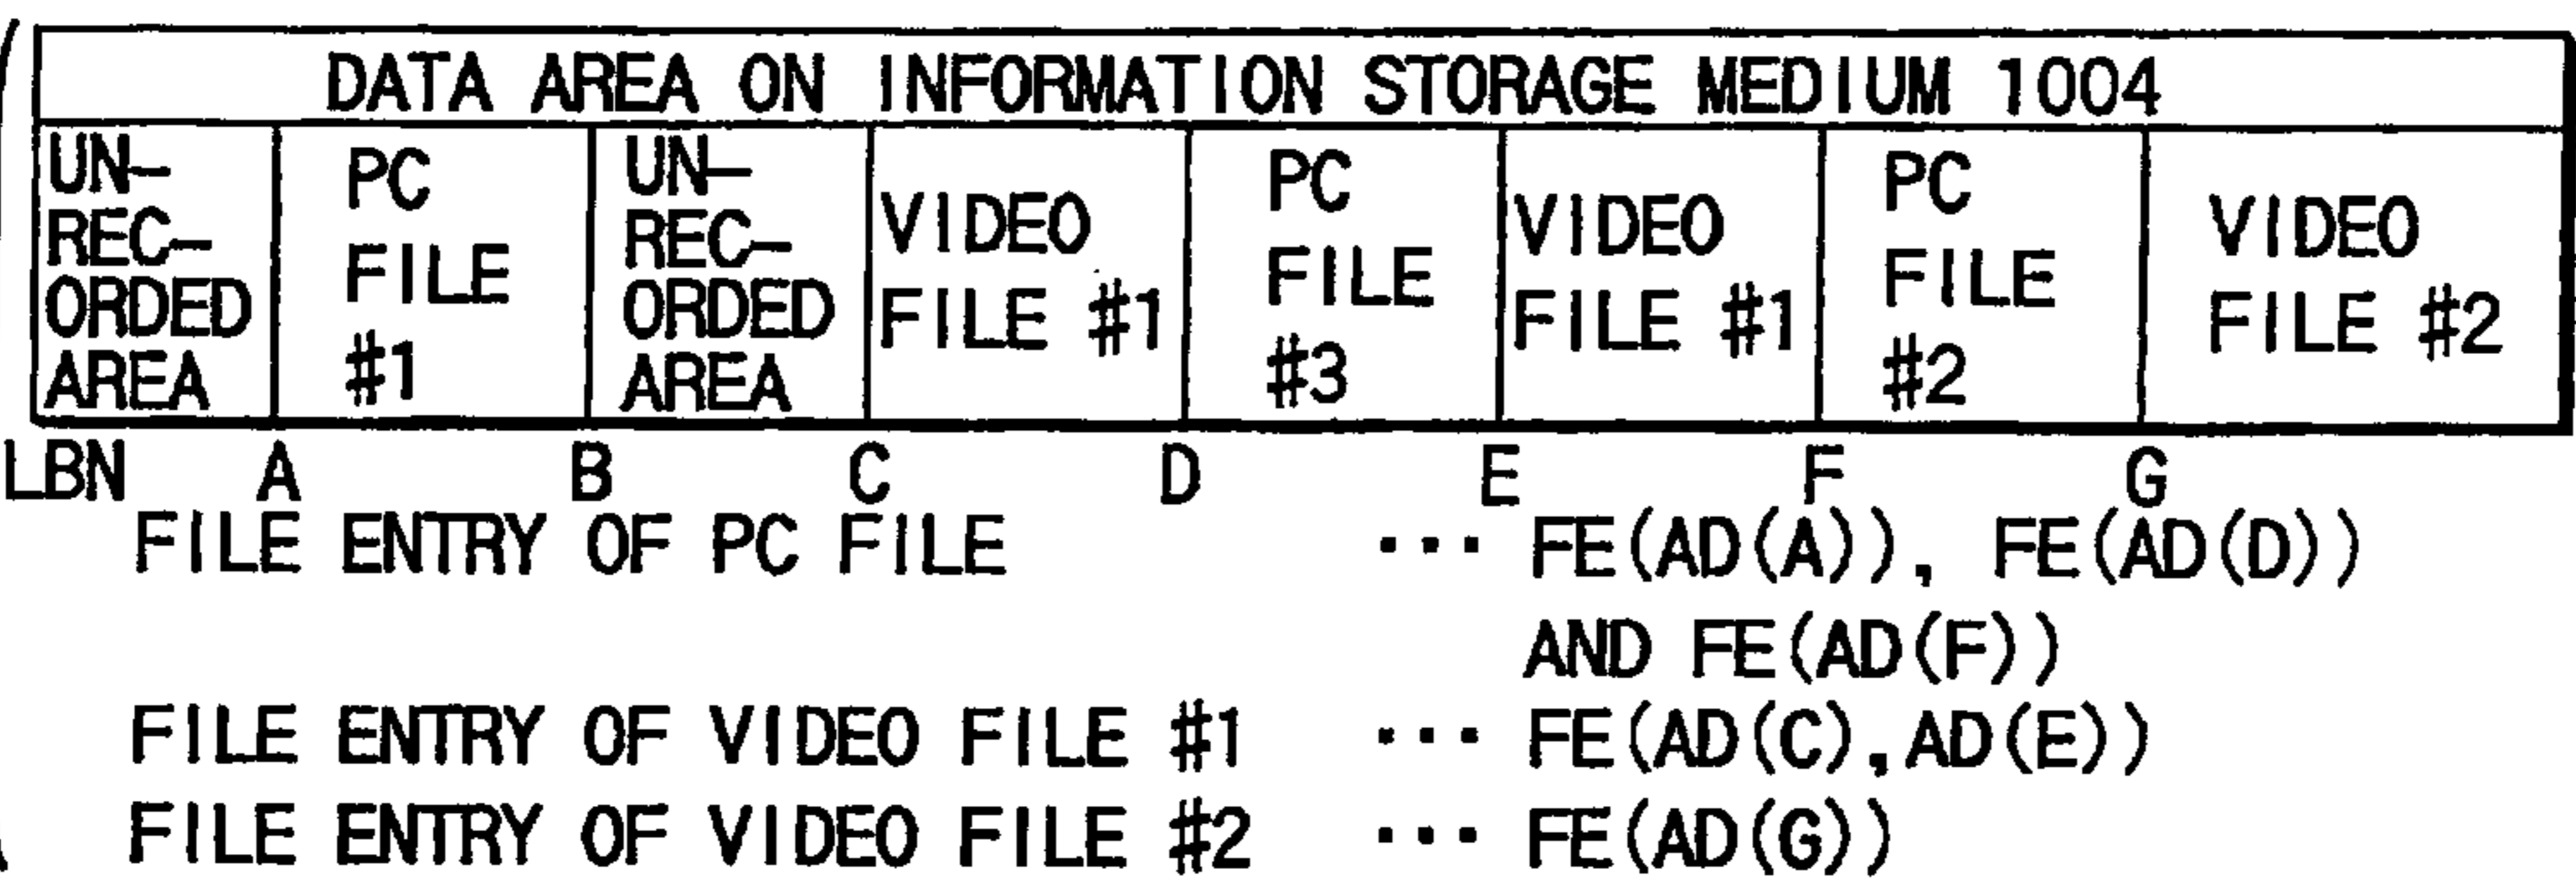 DATA AREA ON INFORMATION STORAGE MEDIUM 1004
UN-
REC-
ORDED
AREA
PC
FILE
#1
UN-
REC-
ORDED
AREA
VIDEO
FILE #1
PC
FILE
#3
VIDEO
FILE #1
PC
FILE
#2
VIDEO
FILE #2
LBN A B C D E F G
FILE ENTRY OF PC FILE ··· FE(AD(A)), FE(AD(D))
AND FE(AD(F))
FILE ENTRY OF VIDEO FILE #1 ··· FE(AD(C),AD(E))
FILE ENTRY OF VIDEO FILE #2 ··· FE(AD(G))